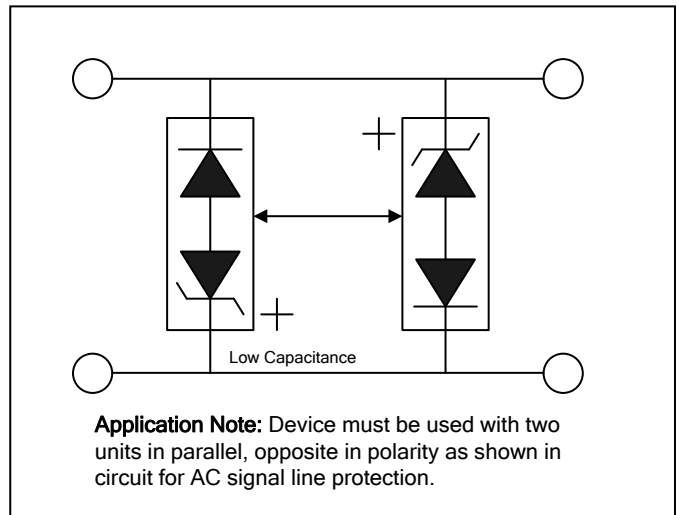 +
+
Low Capacitance
Application Note: Device must be used with two
units in parallel, opposite in polarity as shown in
circuit for AC signal line protection.